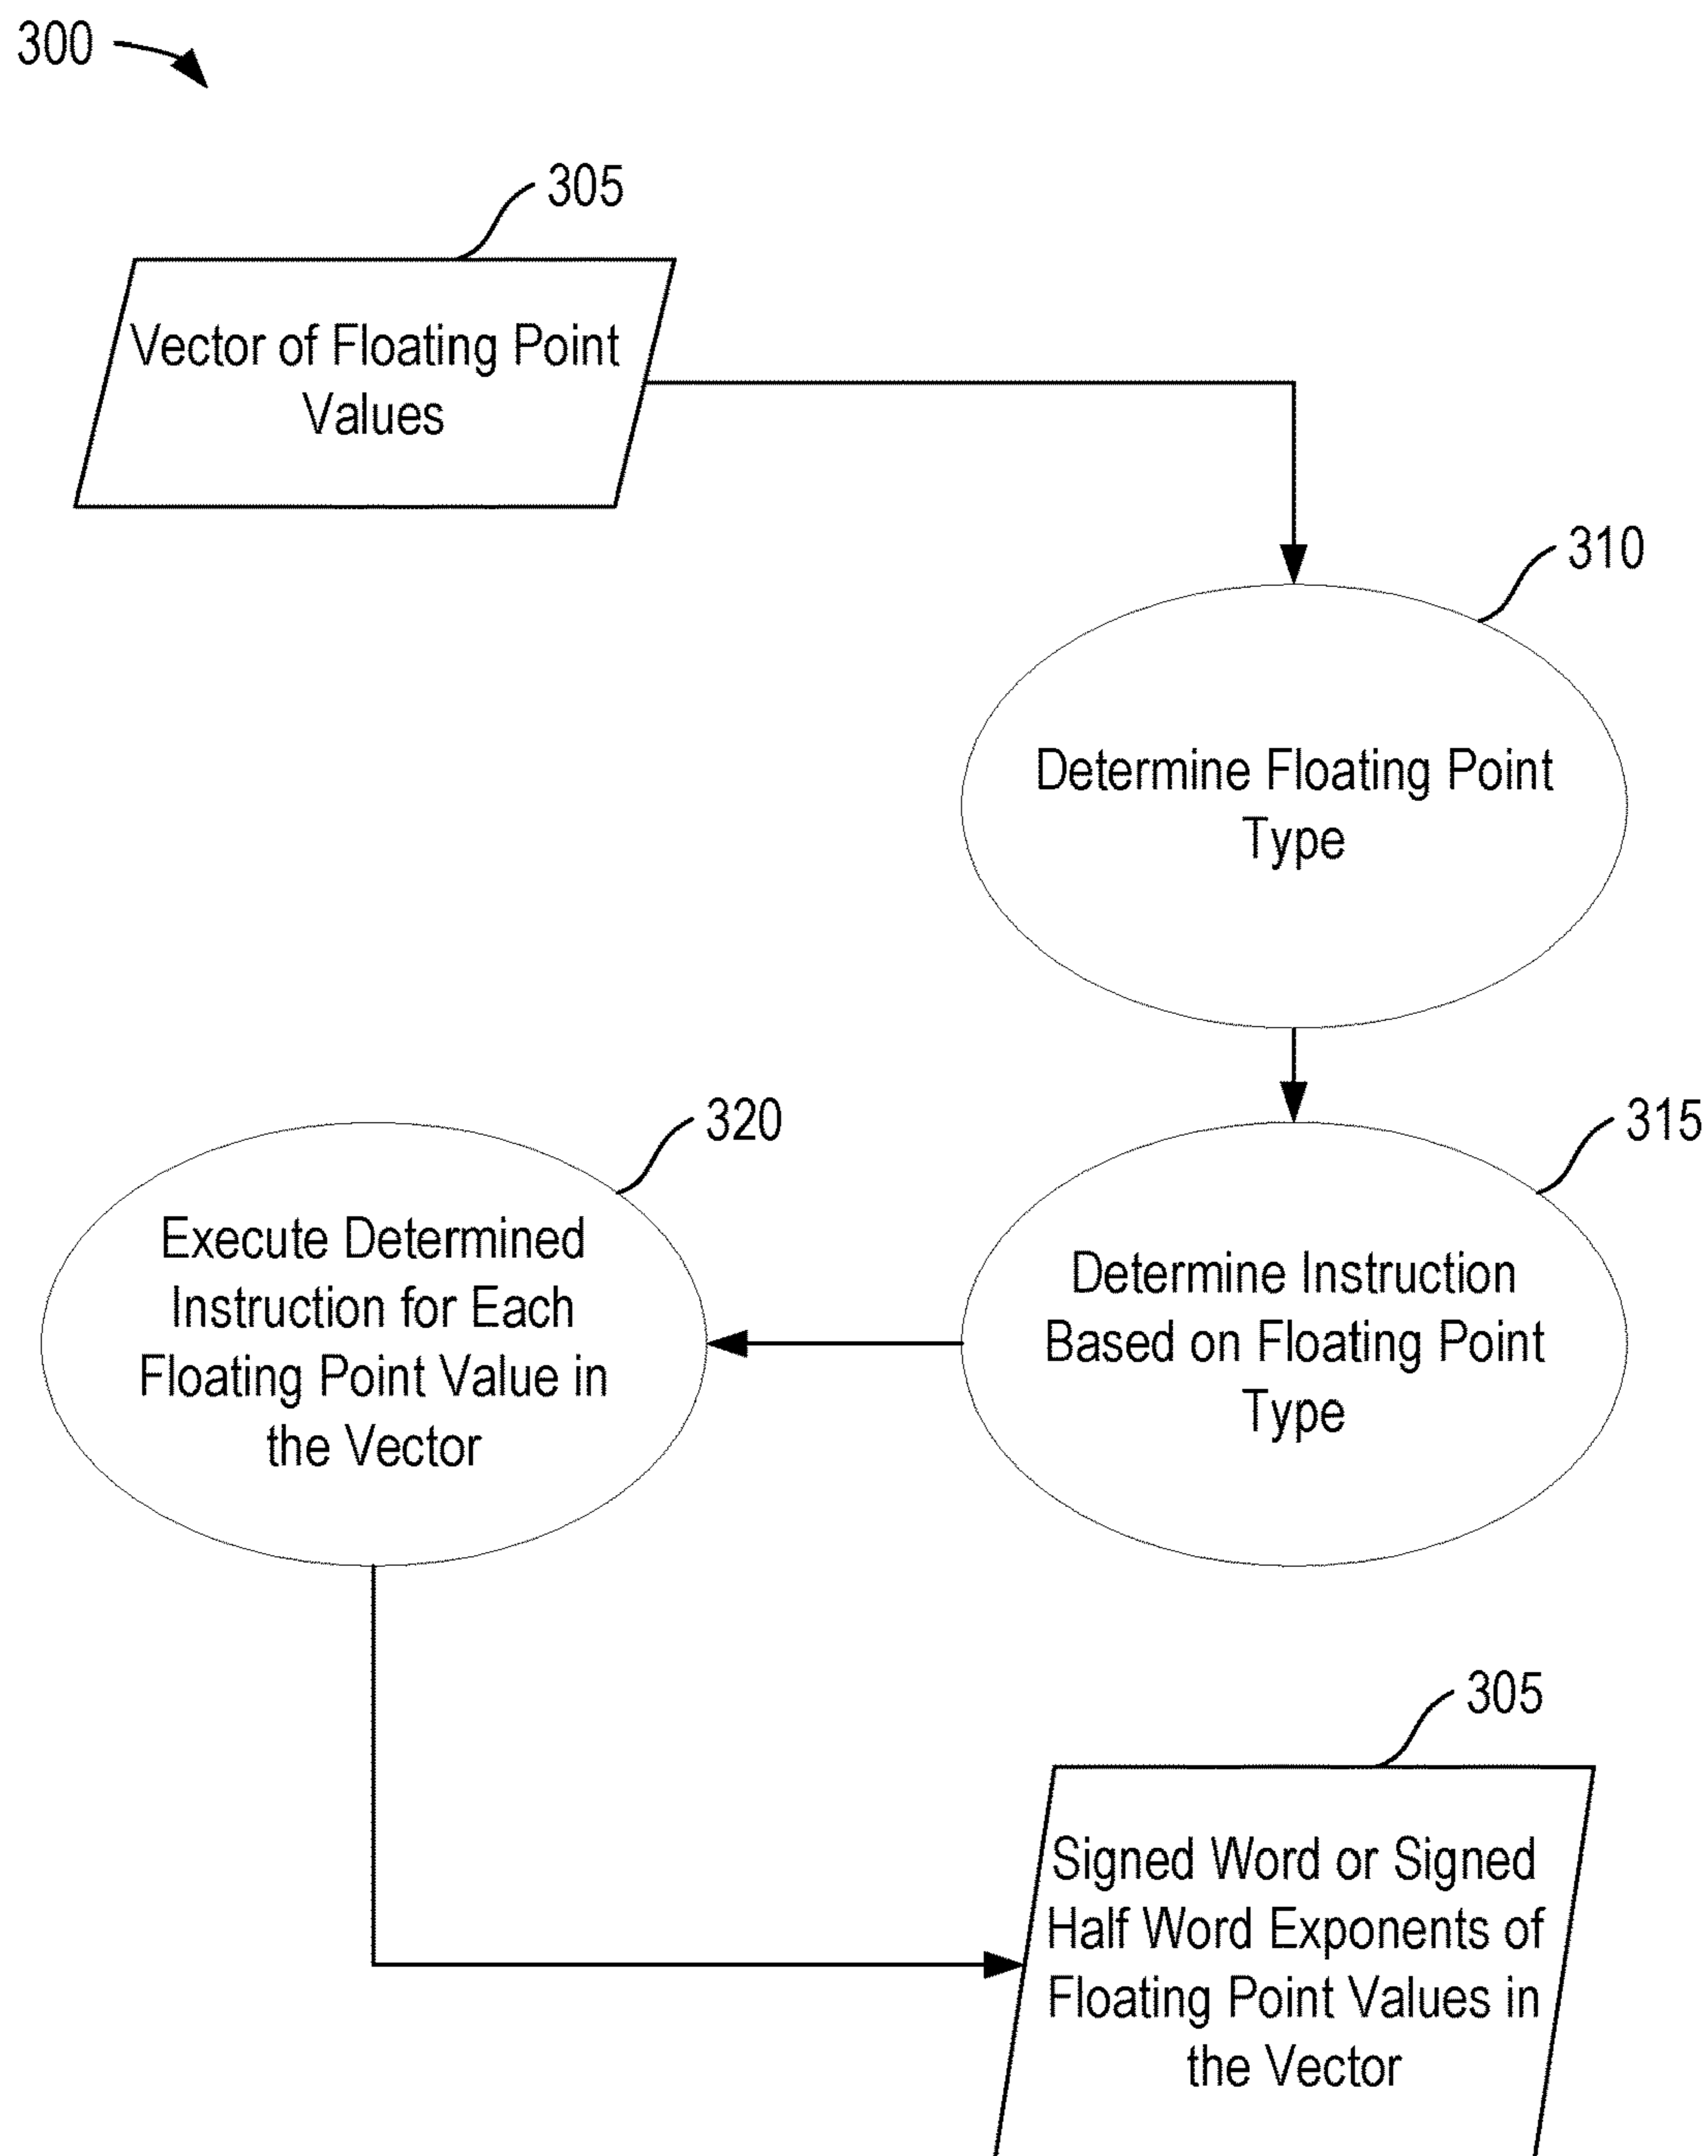 300
305
Vector of Floating Point
Values
310
Determine Floating Point
Type
315
Determine Instruction
Based on Floating Point
Type
320
Execute Determined
Instruction for Each
Floating Point Value in
the Vector
305
Signed Word or Signed
Half Word Exponents of
Floating Point Values in
the Vector